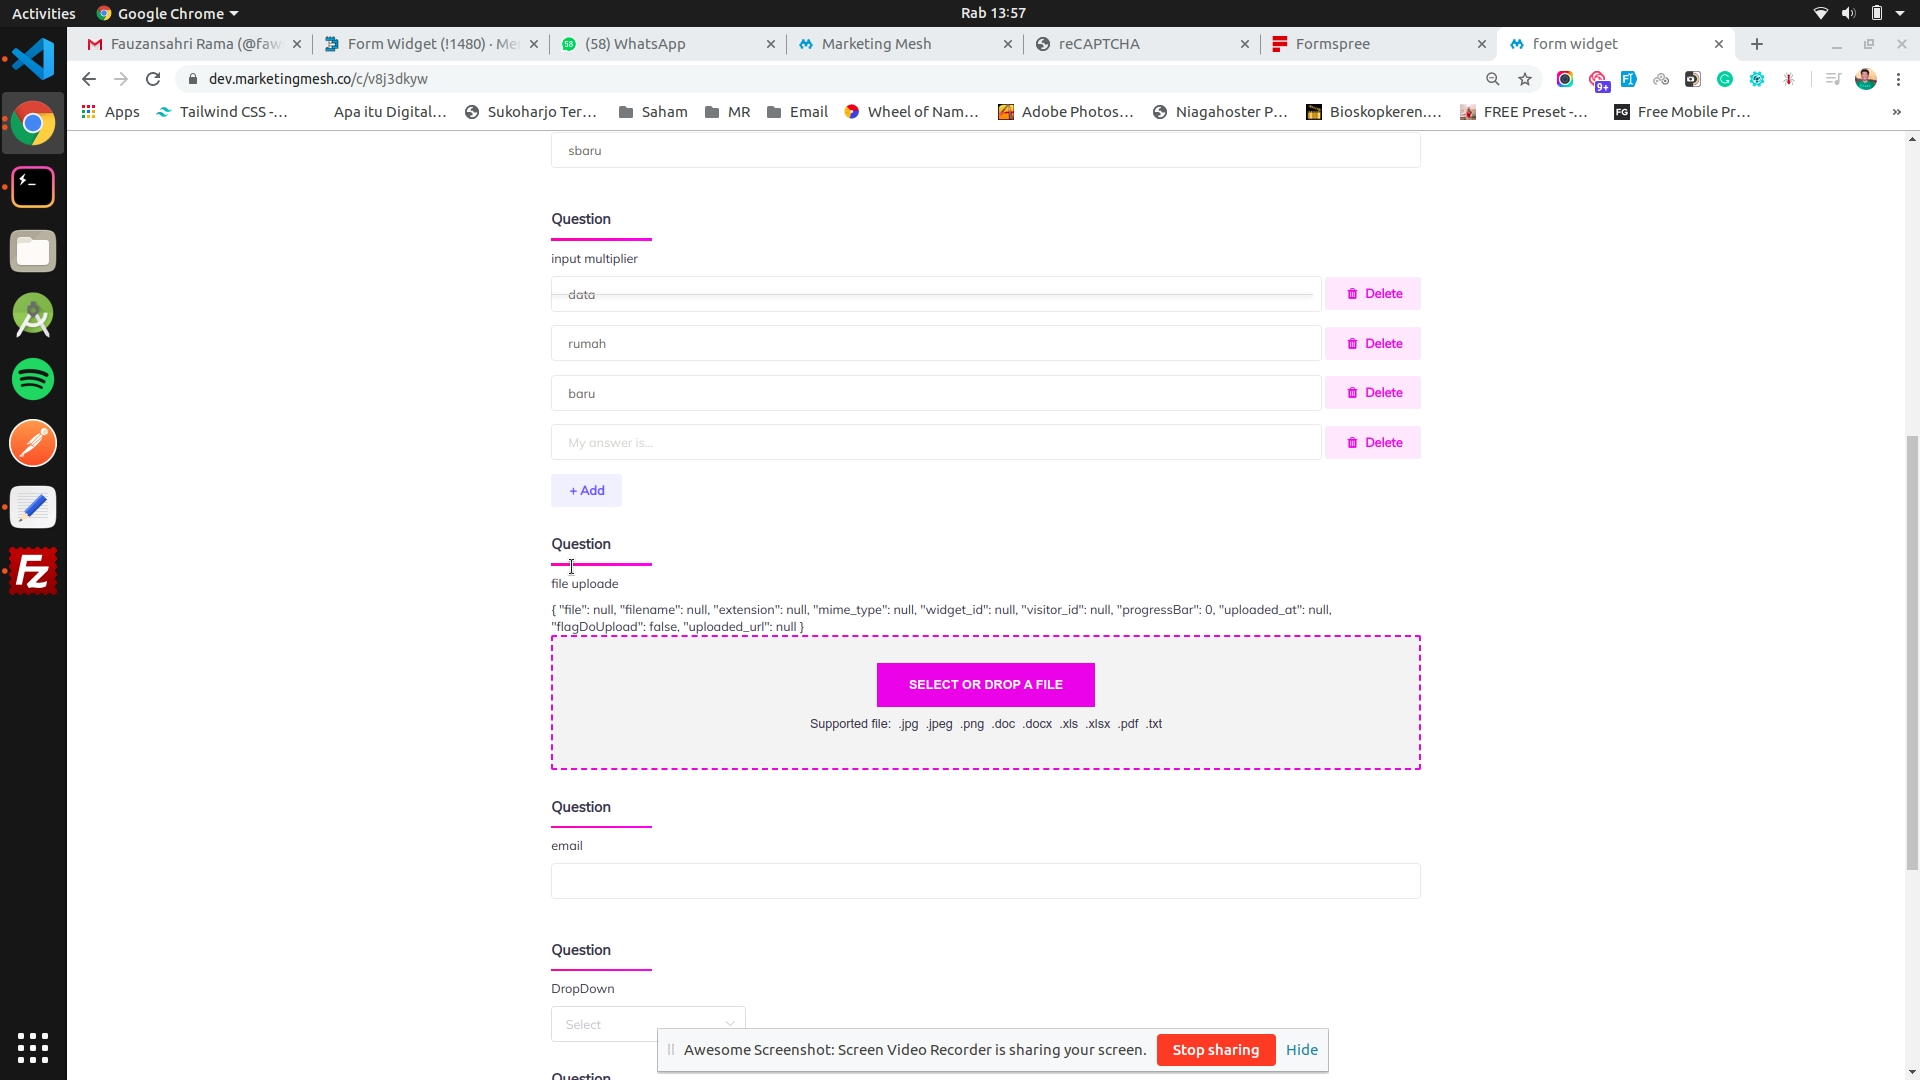 Activities
Google Chrome
Rab 13:57
Fauzansahri Rama (@faw
Form Widget (!1480) · Me
(58) WhatsApp
Marketing Mesh
reCAPTCHA
Formspree
form widget
dev.marketingmesh.co/c/v8j3dkyw
9+
Apps
Tailwind CSS -...
Apa itu Digital...
Sukoharjo Ter...
Saham
MR
Email
Wheel of Nam...
Adobe Photos...
Niagahoster P...
Bioskopkeren....
FREE Preset -...
FG
Free Mobile Pr...
»
sbaru
Question
input multiplier
data
Delete
rumah
Delete
baru
Delete
My answer is...
Delete
+ Add
Question
file uploade
{ "file": null, "filename": null, "extension": null, "mime_type": null, "widget_id": null, "visitor_id": null, "progressBar": 0, "uploaded_at": null,
"flagDoUpload": false, "uploaded_url": null }
SELECT OR DROP A FILE
Supported file: .jpg .jpeg .png .doc .docx .xls .xlsx .pdf .txt
Question
email
Question
DropDown
Select
Awesome Screenshot: Screen Video Recorder is sharing your screen.
Stop sharing
Hide
Question